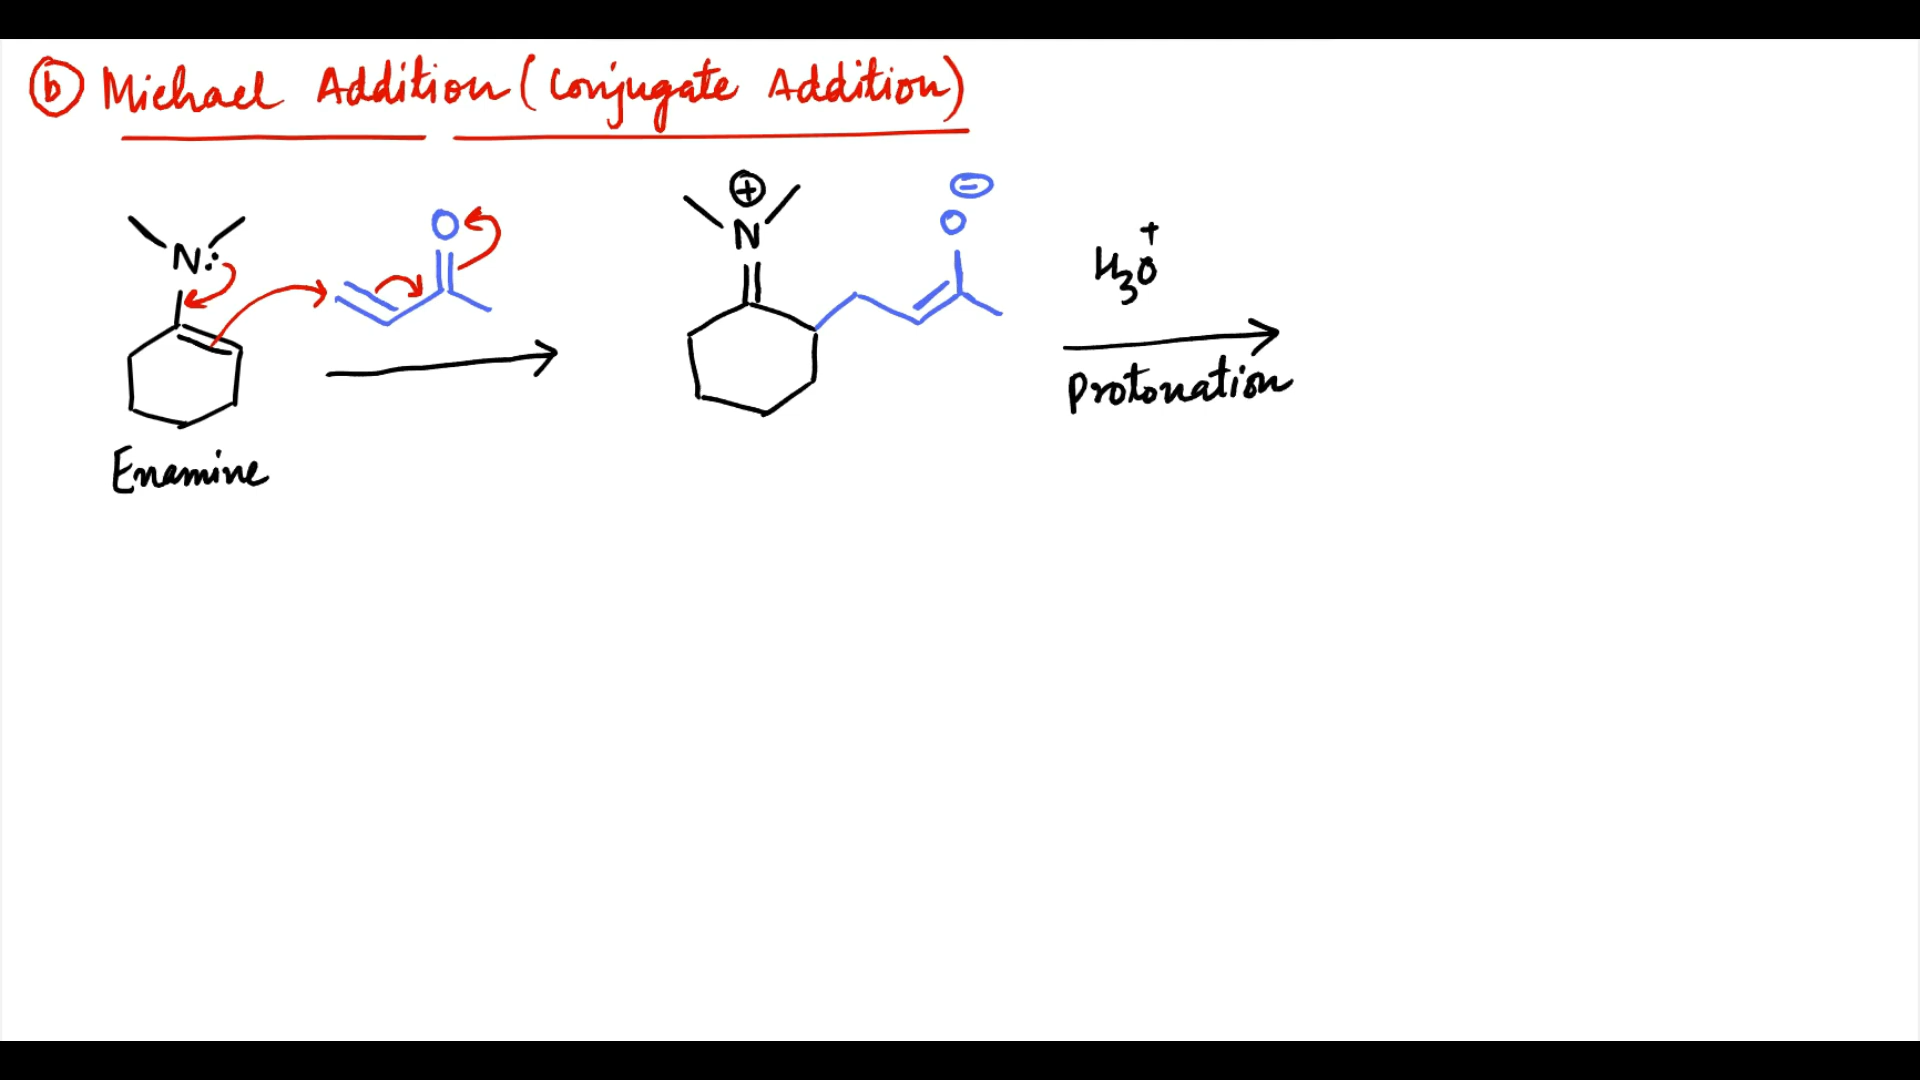 b Michael Addition (Conjugate Addition)
⊕ ⊖
N: O N O H3O+
Protonation
Enamine